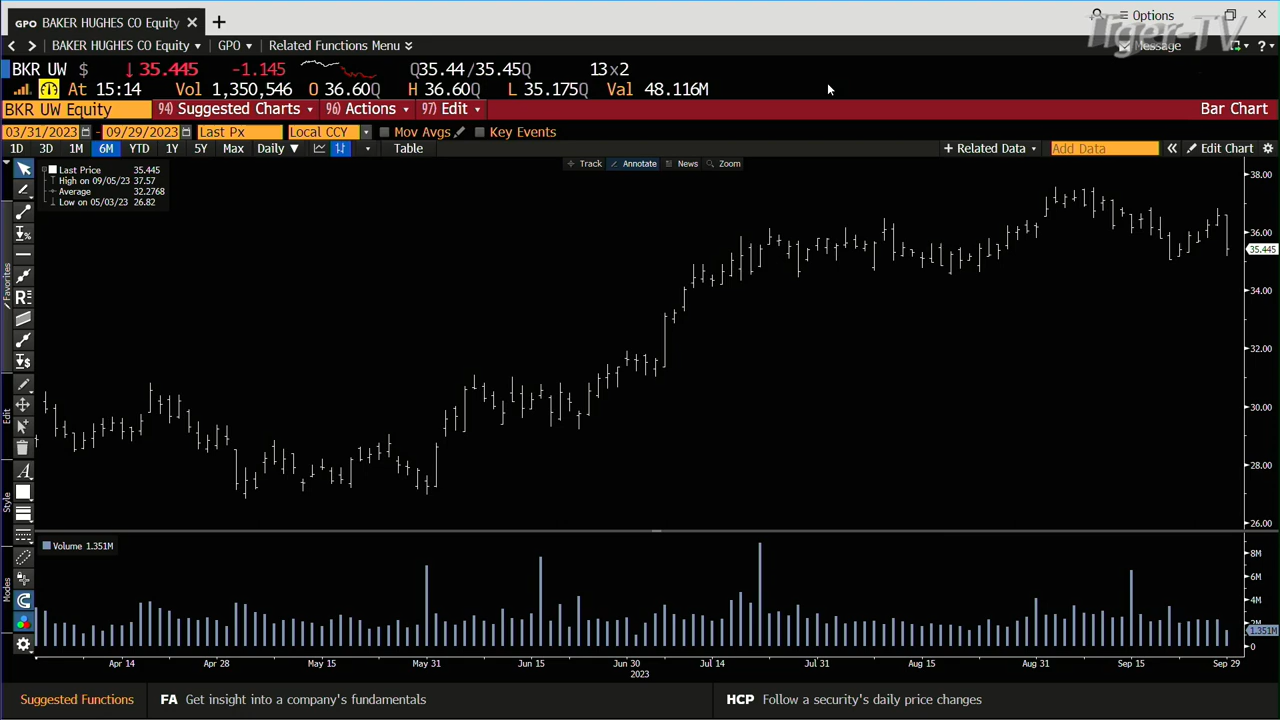 GPO BAKER HUGHES CO Equity
Options
Tiger-TV
BAKER HUGHES CO Equity GPO Related Functions Menu Message ?
BKR UW $ ↓ 35.445 -1.145 Q35.44/35.45Q 13x2
At 15:14 Vol 1,350,546 O 36.60Q H 36.60Q L 35.175Q Val 48.116M
BKR UW Equity 94) Suggested Charts 96) Actions 97) Edit Bar Chart
03/31/2023 - 09/29/2023 Last Px Local CCY Mov Avgs Key Events
1D 3D 1M 6M YTD 1Y 5Y Max Daily ▼ Table + Related Data Add Data « Edit Chart
Track Annotate News Zoom
Last Price 35.445
High on 09/05/23 37.57
Average 32.2768
Low on 05/03/23 26.82
38.00
36.00
35.445
34.00
32.00
30.00
28.00
26.00
Favorites
Edit
Style
Modes
Volume 1.351M
8M
6M
4M
2M
1.351M
0
Apr 14 Apr 28 May 15 May 31 Jun 15 Jun 30 Jul 14 Jul 31 Aug 15 Aug 31 Sep 15 Sep 29
2023
Suggested Functions FA Get insight into a company's fundamentals HCP Follow a security's daily price changes